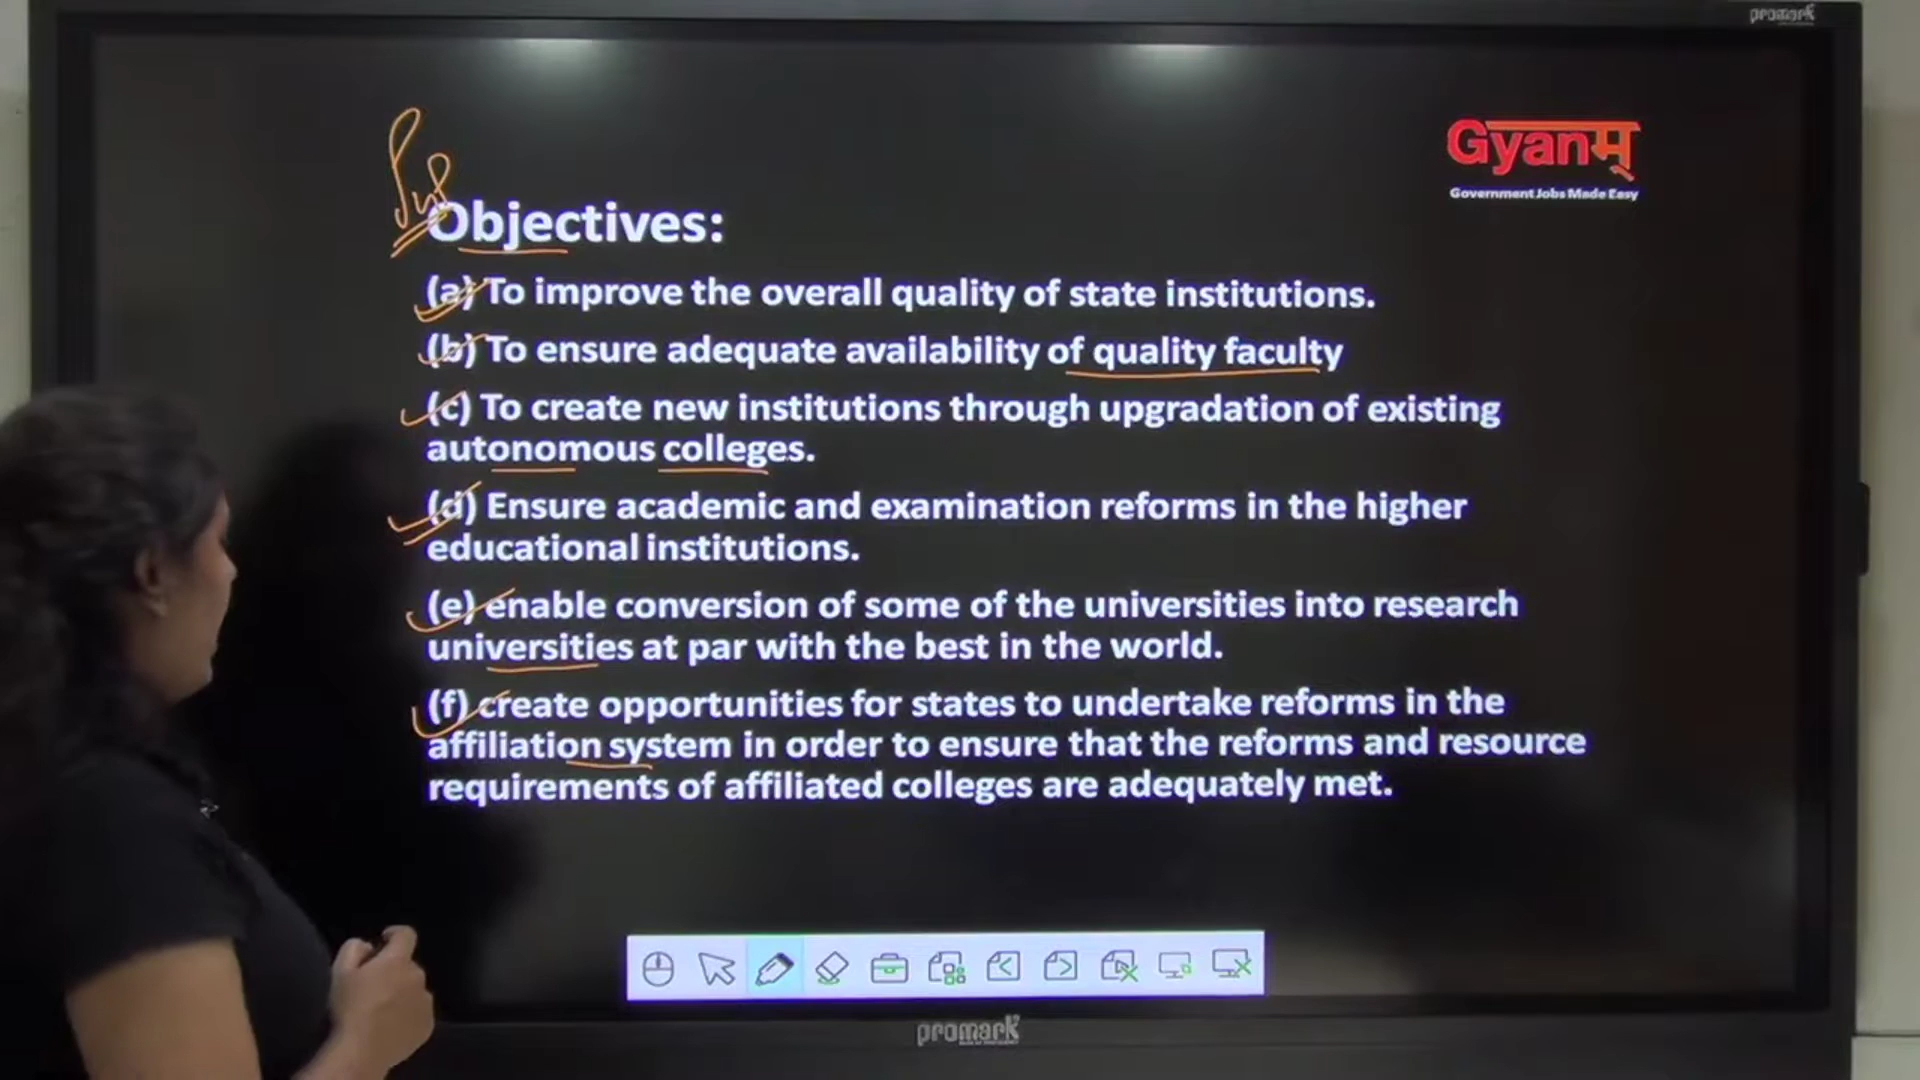 promark
Gyanम्
Government Jobs Made Easy
Objectives:
(a) To improve the overall quality of state institutions.
(b) To ensure adequate availability of quality faculty
(c) To create new institutions through upgradation of existing
autonomous colleges.
(d) Ensure academic and examination reforms in the higher
educational institutions.
(e) enable conversion of some of the universities into research
universities at par with the best in the world.
(f) create opportunities for states to undertake reforms in the
affiliation system in order to ensure that the reforms and resource
requirements of affiliated colleges are adequately met.
promark